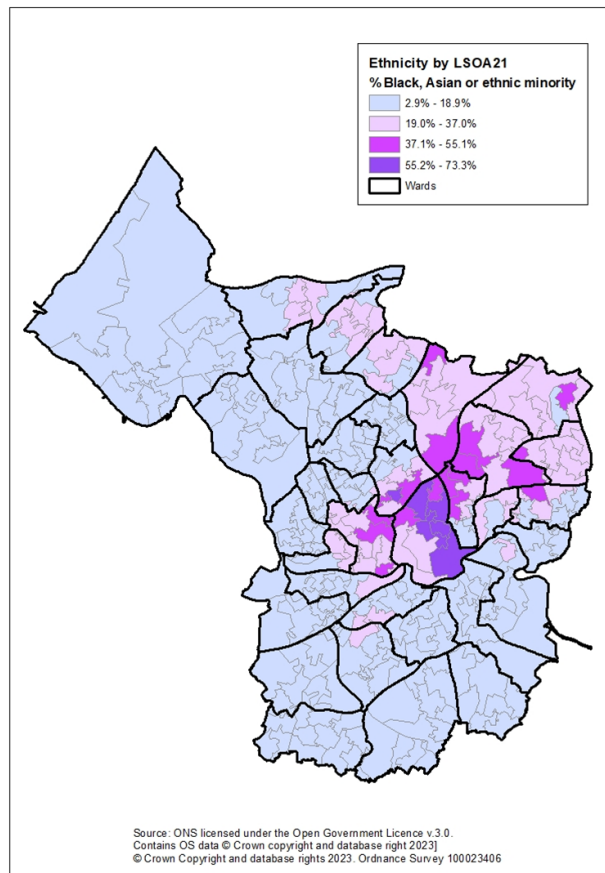 Ethnicity by LSOA21
% Black, Asian or ethnic minority
2.9% - 18.9%
19.0% - 37.0%
37.1% - 55.1%
55.2% - 73.3%
Wards
Source: ONS licensed under the Open Government Licence v.3.0.
Contains OS data © Crown copyright and database right 2023]
© Crown Copyright and database rights 2023. Ordnance Survey 100023406